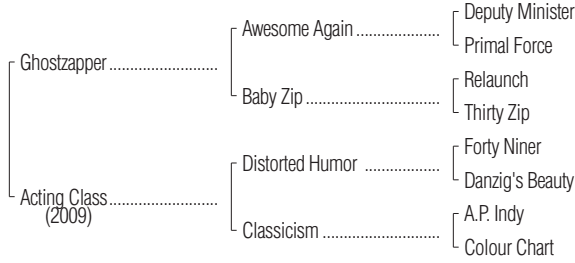 Deputy Minister
Awesome Again ..................
Primal Force
Ghostzapper ........................
Relaunch
Baby Zip .............................
Thirty Zip
Forty Niner
Distorted Humor ................
Danzig's Beauty
Acting Class........................
(2009)
A.P. Indy
Classicism .........................
Colour Chart